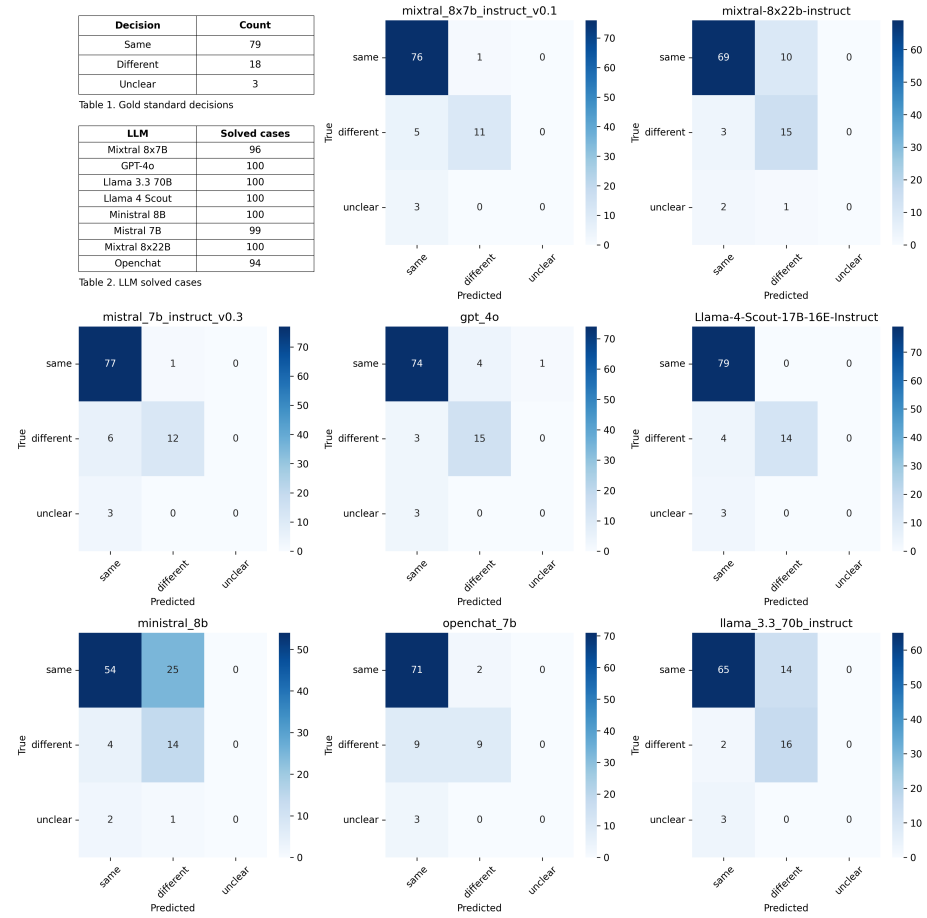 Decision Count
Same 79
Different 18
Unclear 3
Table 1. Gold standard decisions
LLM Solved cases
Mixtral 8x7B 96
GPT-4o 100
Llama 3.3 70B 100
Llama 4 Scout 100
Ministral 8B 100
Mistral 7B 99
Mixtral 8x22B 100
Openchat 94
Table 2. LLM solved cases
mixtral_8x7b_instruct_v0.1
True
same 76 1 0
different 5 11 0
unclear 3 0 0
same different unclear
Predicted
70
60
50
40
30
20
10
0
mixtral-8x22b-instruct
True
same 69 10 0
different 3 15 0
unclear 2 1 0
same different unclear
Predicted
60
50
40
30
20
10
0
mistral_7b_instruct_v0.3
True
same 77 1 0
different 6 12 0
unclear 3 0 0
same different unclear
Predicted
70
60
50
40
30
20
10
0
gpt_4o
True
same 74 4 1
different 3 15 0
unclear 3 0 0
same different unclear
Predicted
70
60
50
40
30
20
10
0
Llama-4-Scout-17B-16E-Instruct
True
same 79 0 0
different 4 14 0
unclear 3 0 0
same different unclear
Predicted
70
60
50
40
30
20
10
0
ministral_8b
True
same 54 25 0
different 4 14 0
unclear 2 1 0
same different unclear
Predicted
50
40
30
20
10
0
openchat_7b
True
same 71 2 0
different 9 9 0
unclear 3 0 0
same different unclear
Predicted
70
60
50
40
30
20
10
0
llama_3.3_70b_instruct
True
same 65 14 0
different 2 16 0
unclear 3 0 0
same different unclear
Predicted
60
50
40
30
20
10
0